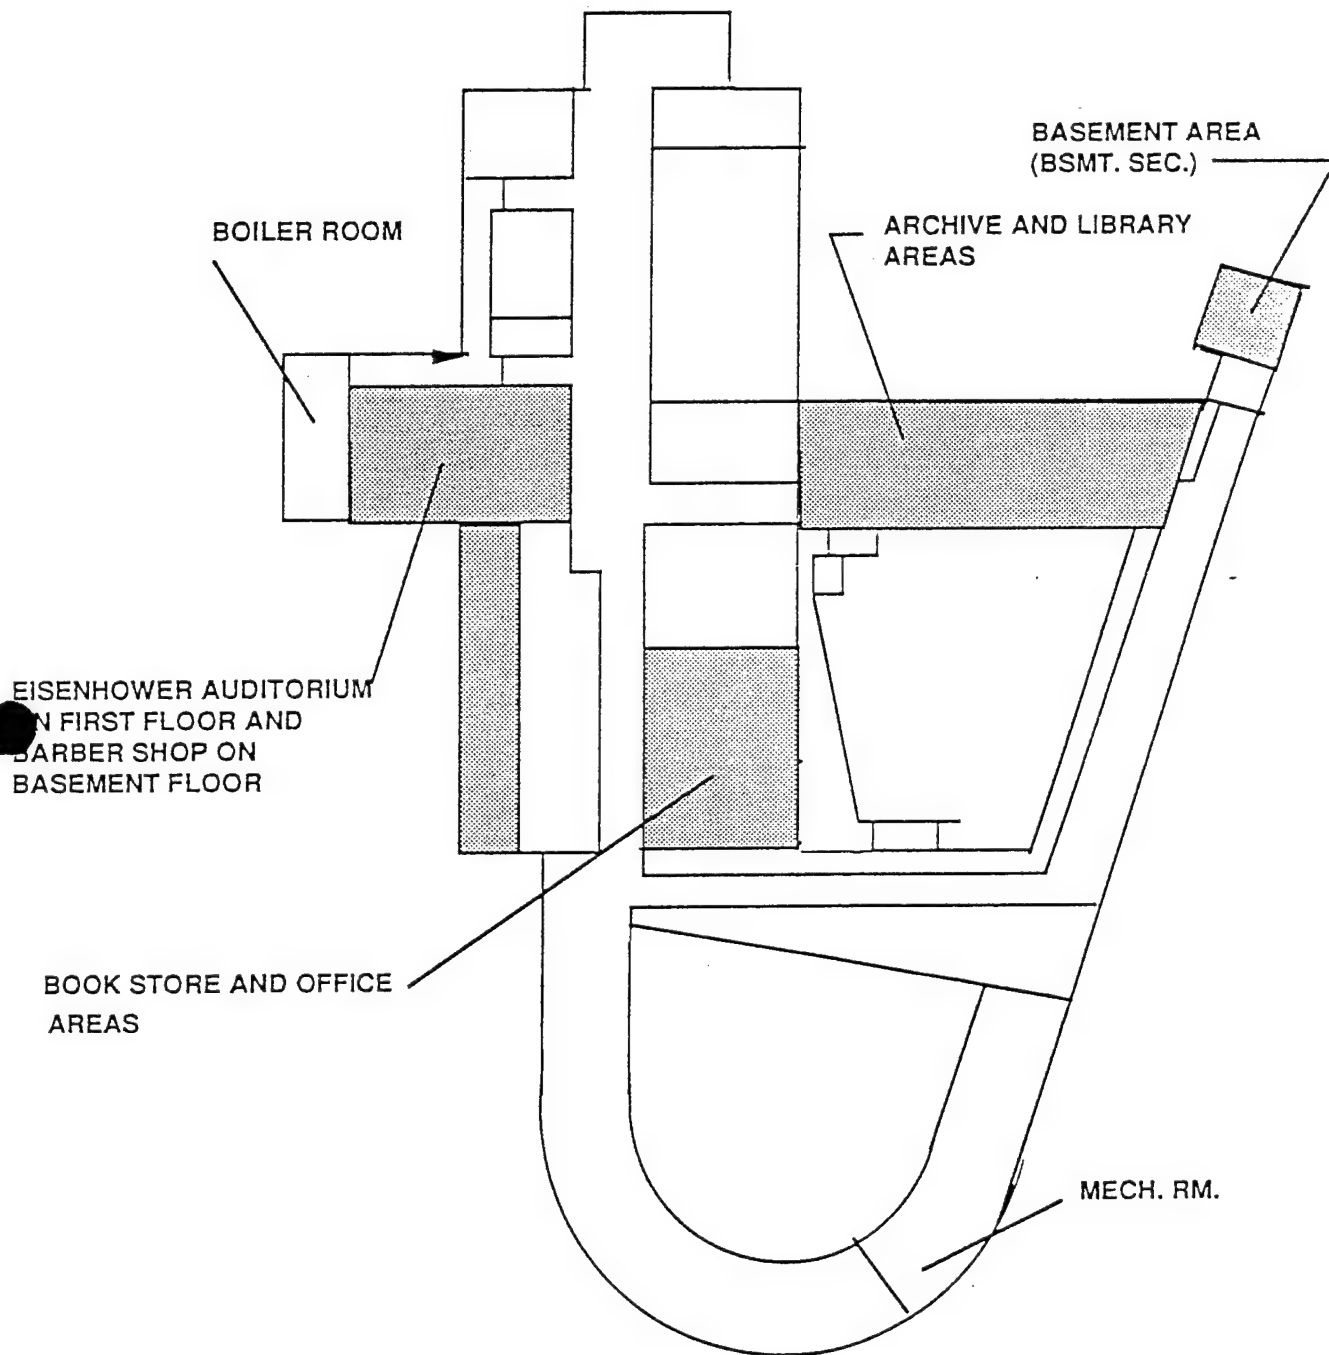 BASEMENT AREA
(BSMT. SEC.)
BOILER ROOM
ARCHIVE AND LIBRARY
AREAS
EISENHOWER AUDITORIUM
FIRST FLOOR AND
BARBER SHOP ON
BASEMENT FLOOR
BOOK STORE AND OFFICE
AREAS
MECH. RM.